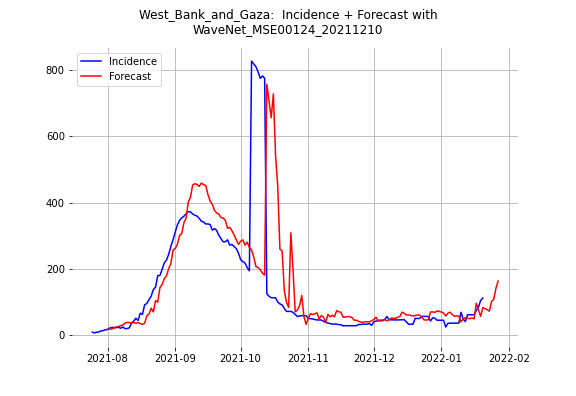 West_Bank_and_Gaza: Incidence + Forecast with
WaveNet_MSE00124_20211210
Incidence
Forecast
800
600
400
200
0
2021-08 2021-09 2021-10 2021-11 2021-12 2022-01 2022-02